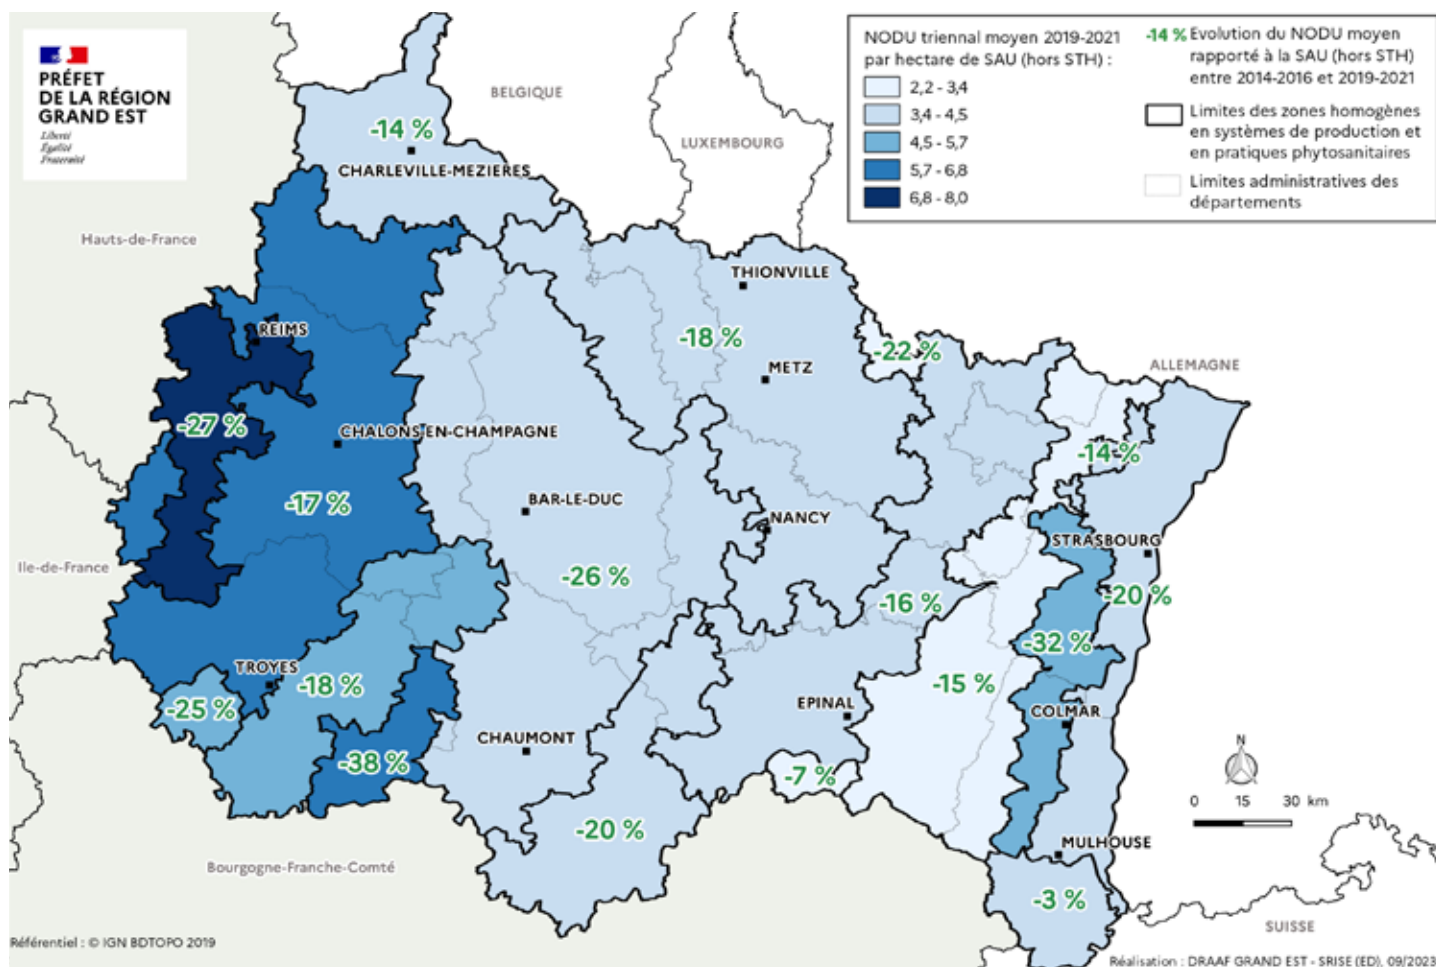 PRÉFET
DE LA RÉGION
GRAND EST
Liberté
Égalité
Fraternité
NODU triennal moyen 2019-2021
par hectare de SAU (hors STH) :
2,2 - 3,4
3,4 - 4,5
4,5 - 5,7
5,7 - 6,8
6,8 - 8,0
-14 % Evolution du NODU moyen
rapporté à la SAU (hors STH)
entre 2014-2016 et 2019-2021
Limites des zones homogènes
en systèmes de production et
en pratiques phytosanitaires
Limites administratives des
départements
BELGIQUE
LUXEMBOURG
-14 %
CHARLEVILLE-MEZIERES
Hauts-de-France
THIONVILLE
REIMS
-18 %
-22 %
METZ
ALLEMAGNE
-27 %
CHALONS-EN-CHAMPAGNE
-14 %
-17 %
BAR-LE-DUC
NANCY
STRASBOURG
Ile-de-France
-26 %
-16 %
-20 %
-32 %
TROYES
-18 %
-15 %
-25 %
EPINAL
COLMAR
CHAUMONT
-38 %
-7 %
N
0 15 30 km
-20 %
MULHOUSE
Bourgogne-Franche-Comté
-3 %
SUISSE
Référentiel : © IGN BDTOPO 2019
Réalisation : DRAAF GRAND EST - SRISE (ED), 09/2023